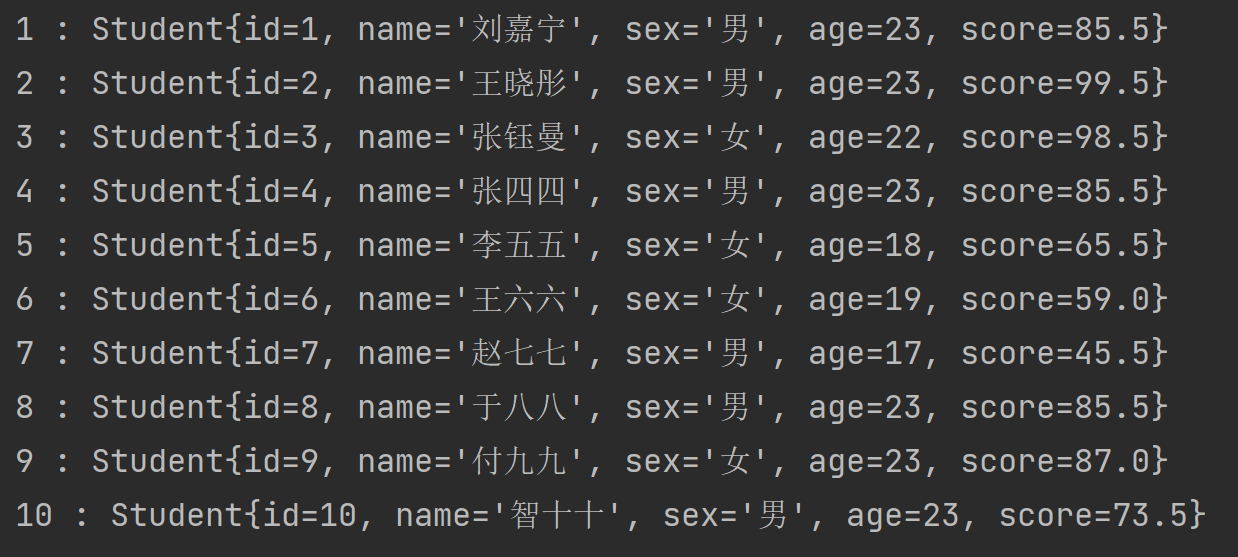 1 : Student{id=1, name='刘嘉宁', sex='男', age=23, score=85.5}
2 : Student{id=2, name='王晓彤', sex='男', age=23, score=99.5}
3 : Student{id=3, name='张钰曼', sex='女', age=22, score=98.5}
4 : Student{id=4, name='张四四', sex='男', age=23, score=85.5}
5 : Student{id=5, name='李五五', sex='女', age=18, score=65.5}
6 : Student{id=6, name='王六六', sex='女', age=19, score=59.0}
7 : Student{id=7, name='赵七七', sex='男', age=17, score=45.5}
8 : Student{id=8, name='于八八', sex='男', age=23, score=85.5}
9 : Student{id=9, name='付九九', sex='女', age=23, score=87.0}
10 : Student{id=10, name='智十十', sex='男', age=23, score=73.5}